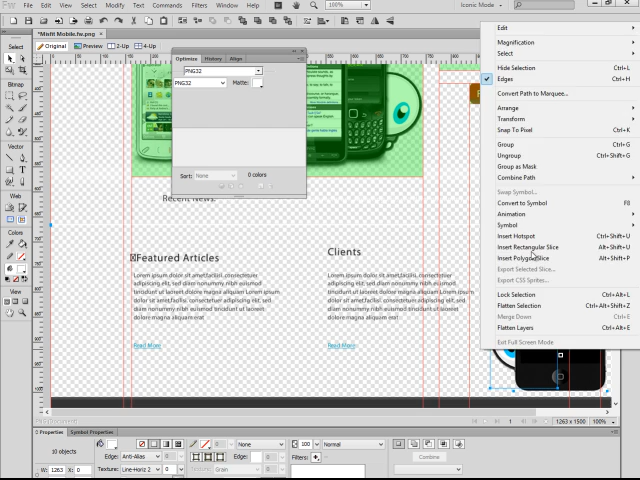 Fw File Edit View Select Modify Text Commands Filters Window Help 100% Iconic Mode
*Misfit Mobile.fw.png ×
Original Preview 2-Up 4-Up
Select
Bitmap
Vector
Web
Colors
View
Optimize History Align
PNG32
PNG32 Matte:
Sort: None 0 colors
Recent News:
Featured Articles
Lorem ipsum dolor sit amet,facilisi. consectetuer
adipiscing elit, sed diam nonummy nibh euismod
tincidunt ut laoreet dolore magna aliquam Lorem ipsum
dolor sit amet,facilisi. consectetuer adipiscing elit, sed
diam nonummy nibh euismod tincidunt ut laoreet
dolore magna aliquam erat
Read More
Clients
Lorem ipsum dolor sit amet,facilisi. consectetuer
adipiscing elit, sed diam nonummy nibh euismod
tincidunt ut laoreet dolore magna aliquam Lorem ipsum
dolor sit amet,facilisi. consectetuer adipiscing elit, sed
diam nonummy nibh euismod tincidunt ut laoreet
dolore magna aliquam erat
Read More
Edit
Magnification
Select
Hide Selection Ctrl+L
Edges Ctrl+H
Convert Path to Marquee...
Arrange
Transform
Snap To Pixel Ctrl+K
Group Ctrl+G
Ungroup Ctrl+Shift+G
Group as Mask
Combine Path
Swap Symbol...
Convert to Symbol F8
Animation
Symbol
Insert Hotspot Ctrl+Shift+U
Insert Rectangular Slice Alt+Shift+U
Insert Polygon Slice Alt+Shift+P
Export Selected Slice...
Export CSS Sprites...
Lock Selection Ctrl+Alt+L
Flatten Selection Ctrl+Alt+Shift+Z
Merge Down Ctrl+E
Flatten Layers Ctrl+Alt+E
Exit Full Screen Mode
1 1263 x 1500 100%
Properties Symbol Properties
10 objects
W: 1263 X: 0
Edge: Anti-Alias 0
Texture: Line-Horiz 2 0
0 None
Edge: 0
Texture: Grain 0
100 Normal
Filters:
Combine